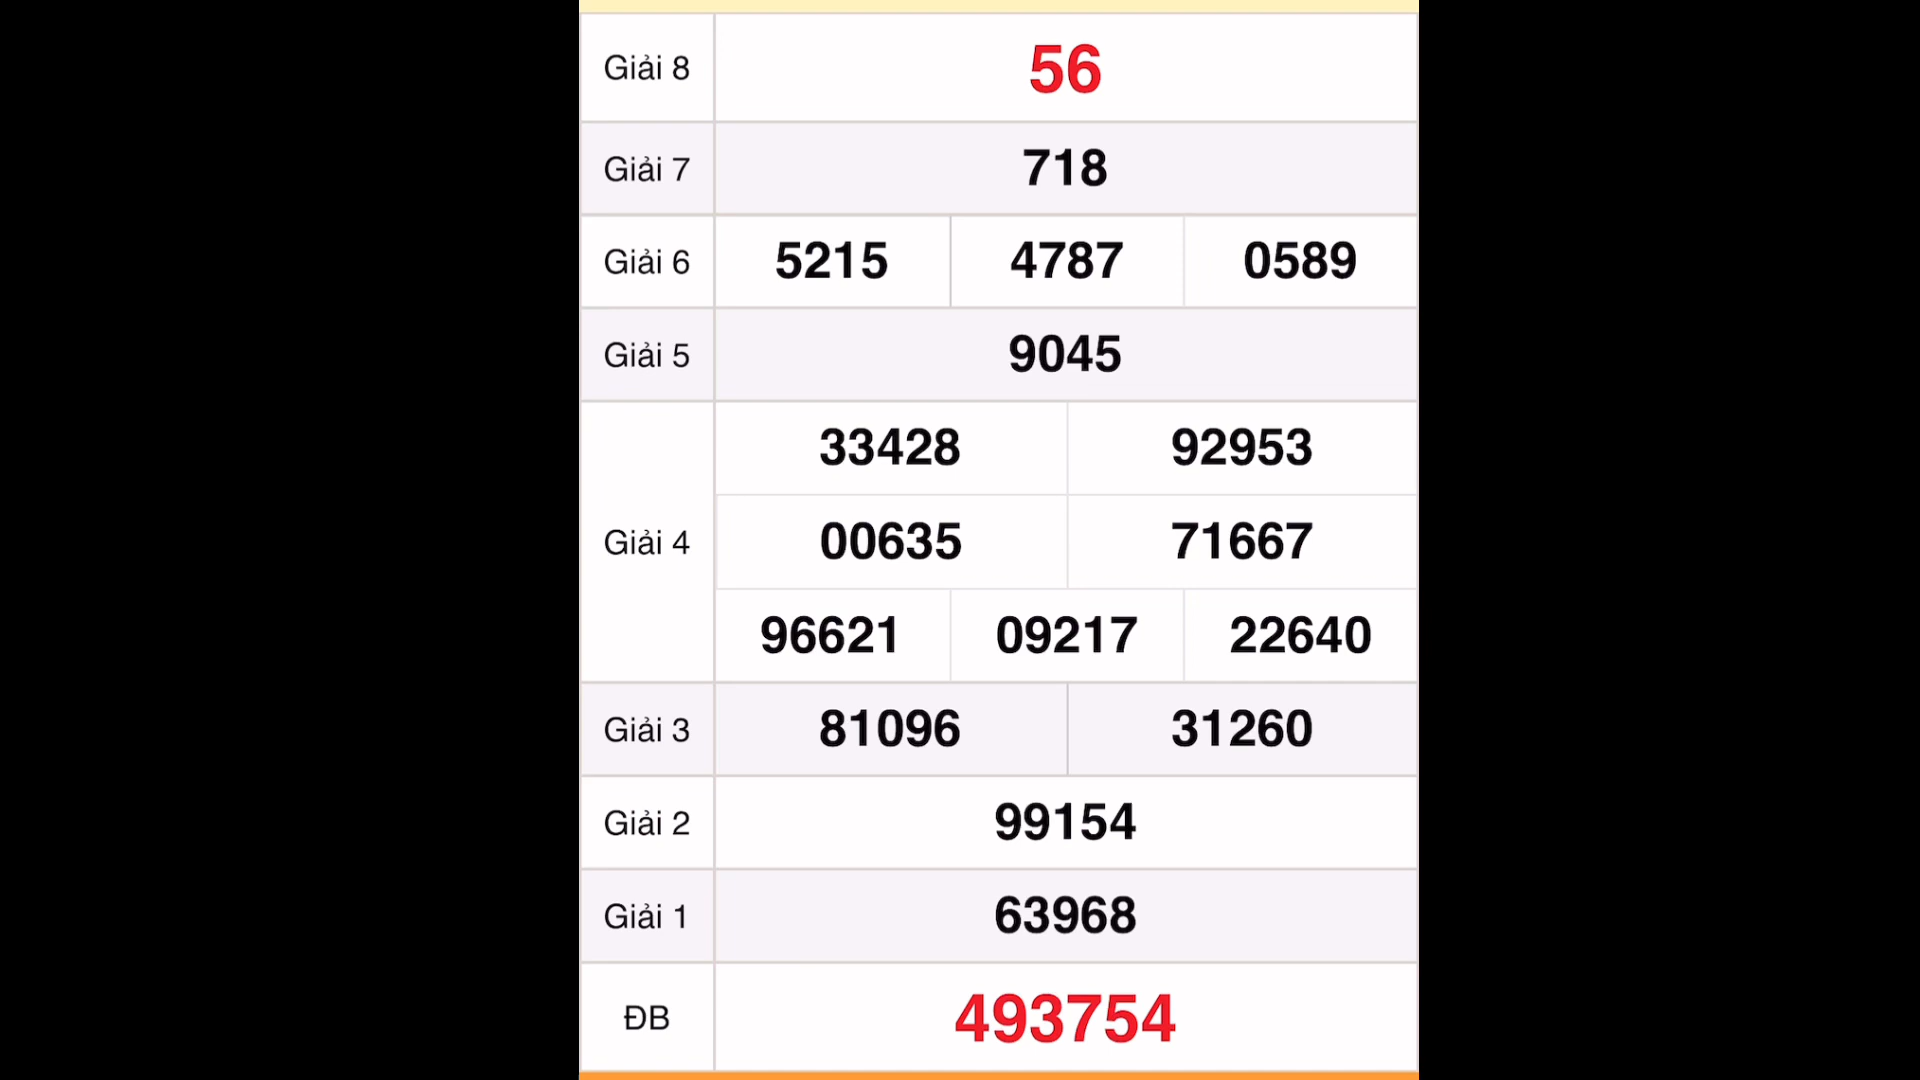 Giải 8 56
Giải 7 718
Giải 6 5215 4787 0589
Giải 5 9045
33428 92953
Giải 4 00635 71667
96621 09217 22640
Giải 3 81096 31260
Giải 2 99154
Giải 1 63968
ĐB 493754